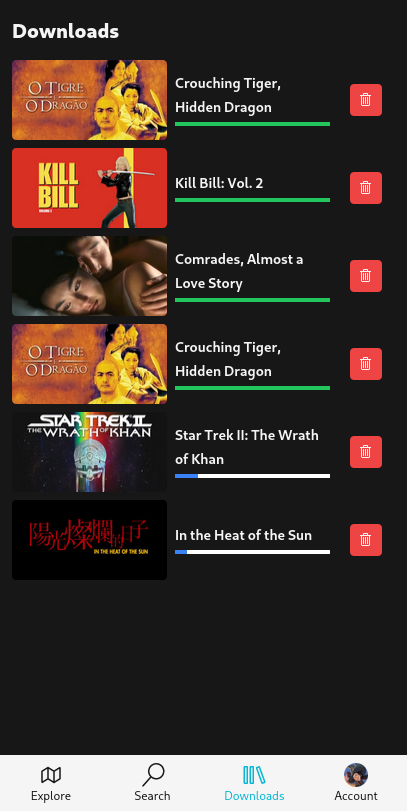 Downloads
O TIGRE
E O DRAGÃO
Crouching Tiger,
Hidden Dragon
KILL
BILL
VOLUME 2
Kill Bill: Vol. 2
Comrades, Almost a
Love Story
O TIGRE
E O DRAGÃO
Crouching Tiger,
Hidden Dragon
STAR TREK II
THE WRATH OF KHAN
Star Trek II: The Wrath
of Khan
陽光燦爛的日子
IN THE HEAT OF THE SUN
In the Heat of the Sun
Explore
Search
Downloads
Account